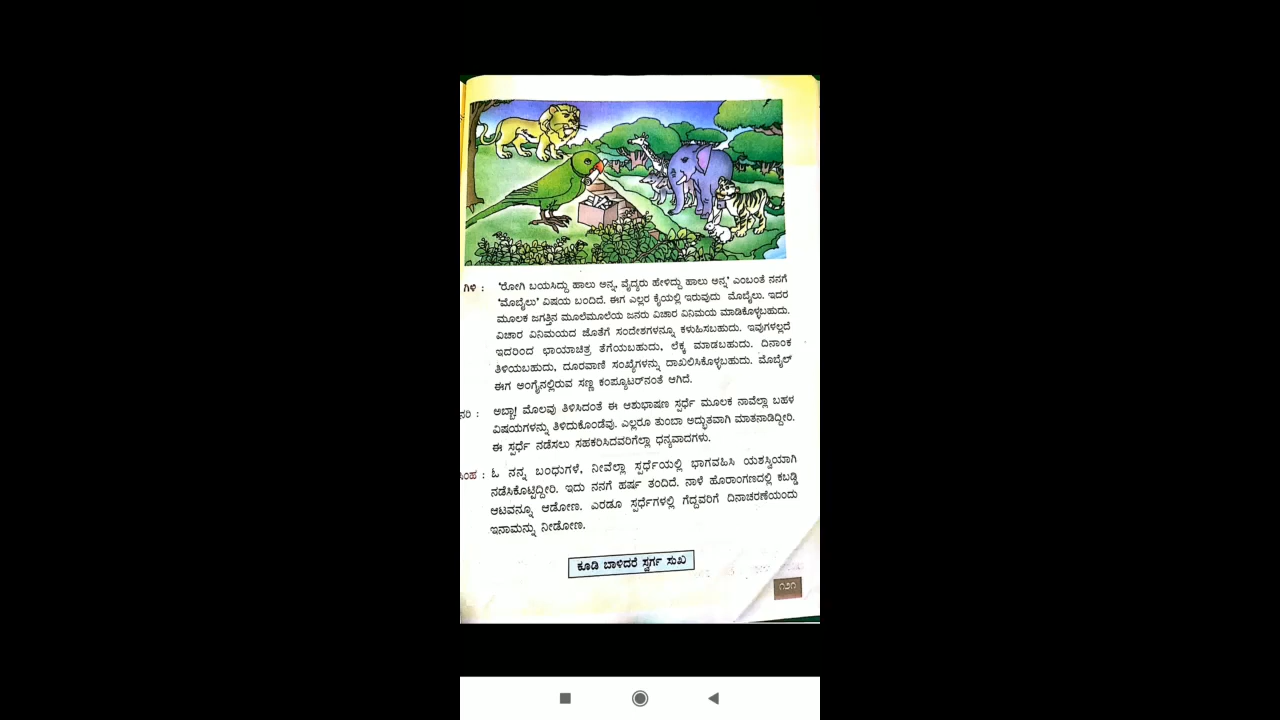 ಗಿಳಿ : 'ರೋಗಿ ಬಯಸಿದ್ದು ಹಾಲು ಅನ್ನ, ವೈದ್ಯರು ಹೇಳಿದ್ದು ಹಾಲು ಅನ್ನ' ಎಂಬಂತೆ ನನಗೆ
'ಮೊಬೈಲು' ವಿಷಯ ಬಂದಿದೆ. ಈಗ ಎಲ್ಲರ ಕೈಯಲ್ಲಿ ಇರುವುದು ಮೊಬೈಲು. ಇದರ
ಮೂಲಕ ಜಗತ್ತಿನ ಮೂಲೆಮೂಲೆಯ ಜನರು ವಿಚಾರ ವಿನಿಮಯ ಮಾಡಿಕೊಳ್ಳಬಹುದು.
ವಿಚಾರ ವಿನಿಮಯದ ಜೊತೆಗೆ ಸಂದೇಶಗಳನ್ನೂ ಕಳುಹಿಸಬಹುದು. ಇವುಗಳಲ್ಲದೆ
ಇದರಿಂದ ಛಾಯಾಚಿತ್ರ ತೆಗೆಯಬಹುದು, ಲೆಕ್ಕ ಮಾಡಬಹುದು. ದಿನಾಂಕ
ತಿಳಿಯಬಹುದು, ದೂರವಾಣಿ ಸಂಖ್ಯೆಗಳನ್ನು ದಾಖಲಿಸಿಕೊಳ್ಳಬಹುದು. ಮೊಬೈಲ್
ಈಗ ಅಂಗೈನಲ್ಲಿರುವ ಸಣ್ಣ ಕಂಪ್ಯೂಟರ್‌ನಂತೆ ಆಗಿದೆ.
ನರಿ : ಅಬ್ಬಾ! ಮೊಲವು ತಿಳಿಸಿದಂತೆ ಈ ಆಶುಭಾಷಣ ಸ್ಪರ್ಧೆ ಮೂಲಕ ನಾವೆಲ್ಲಾ ಬಹಳ
ವಿಷಯಗಳನ್ನು ತಿಳಿದುಕೊಂಡೆವು. ಎಲ್ಲರೂ ತುಂಬಾ ಅದ್ಭುತವಾಗಿ ಮಾತನಾಡಿದ್ದೀರಿ.
ಈ ಸ್ಪರ್ಧೆ ನಡೆಸಲು ಸಹಕರಿಸಿದವರಿಗೆಲ್ಲಾ ಧನ್ಯವಾದಗಳು.
ಸಿಂಹ : ಓ ನನ್ನ ಬಂಧುಗಳೆ, ನೀವೆಲ್ಲಾ ಸ್ಪರ್ಧೆಯಲ್ಲಿ ಭಾಗವಹಿಸಿ ಯಶಸ್ವಿಯಾಗಿ
ನಡೆಸಿಕೊಟ್ಟಿದ್ದೀರಿ. ಇದು ನನಗೆ ಹರ್ಷ ತಂದಿದೆ. ನಾಳೆ ಹೊರಾಂಗಣದಲ್ಲಿ ಕಬಡ್ಡಿ
ಆಟವನ್ನೂ ಆಡೋಣ. ಎರಡೂ ಸ್ಪರ್ಧೆಗಳಲ್ಲಿ ಗೆದ್ದವರಿಗೆ ದಿನಾಚರಣೆಯಂದು
ಇನಾಮನ್ನು ನೀಡೋಣ.
ಕೂಡಿ ಬಾಳಿದರೆ ಸ್ವರ್ಗ ಸುಖ
೧೨೧